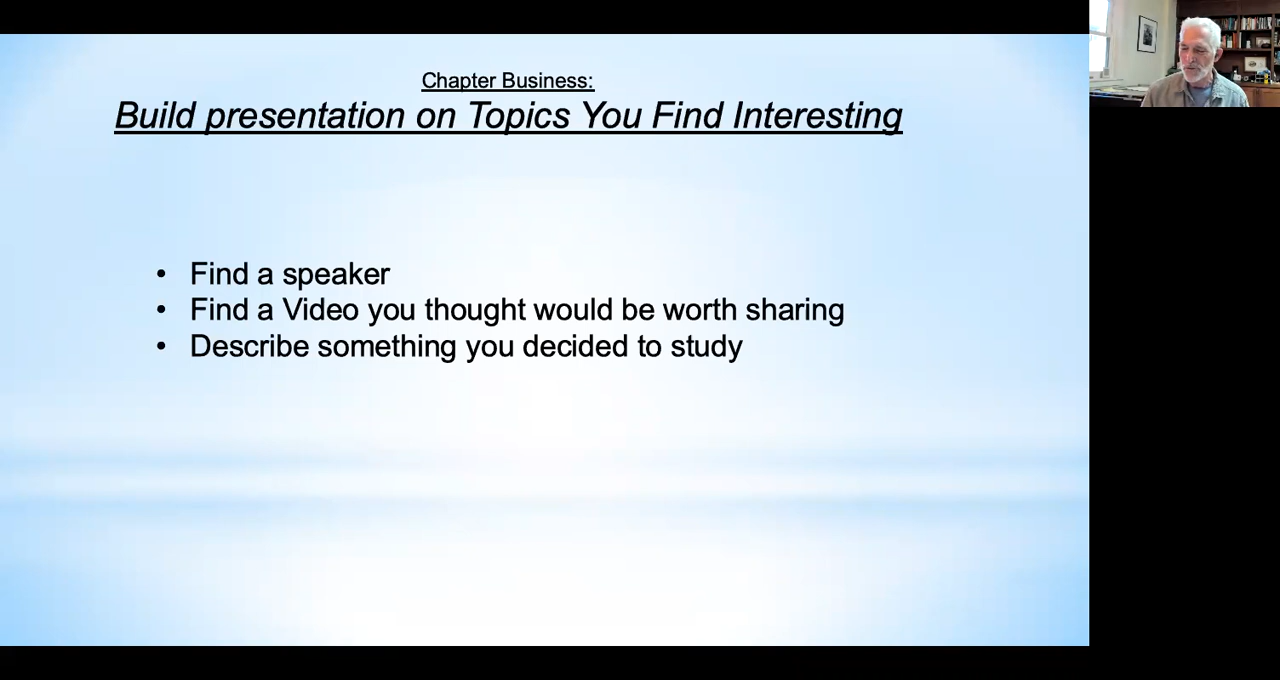 Chapter Business:
Build presentation on Topics You Find Interesting
• Find a speaker
• Find a Video you thought would be worth sharing
• Describe something you decided to study